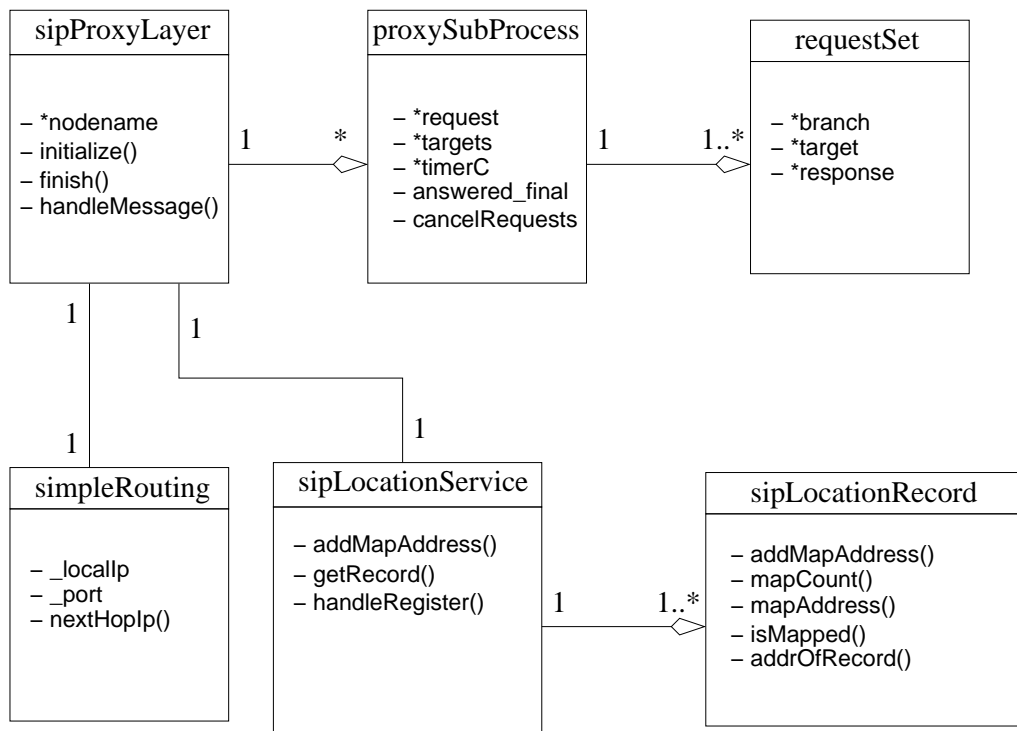 sipProxyLayer
– *nodename
– initialize()
– finish()
– handleMessage()
1
*
proxySubProcess
– *request
– *targets
– *timerC
– answered_final
– cancelRequests
1
1..*
requestSet
– *branch
– *target
– *response
1
1
1
1
simpleRouting
– _localIp
– _port
– nextHopIp()
sipLocationService
– addMapAddress()
– getRecord()
– handleRegister()
1
1..*
sipLocationRecord
– addMapAddress()
– mapCount()
– mapAddress()
– isMapped()
– addrOfRecord()